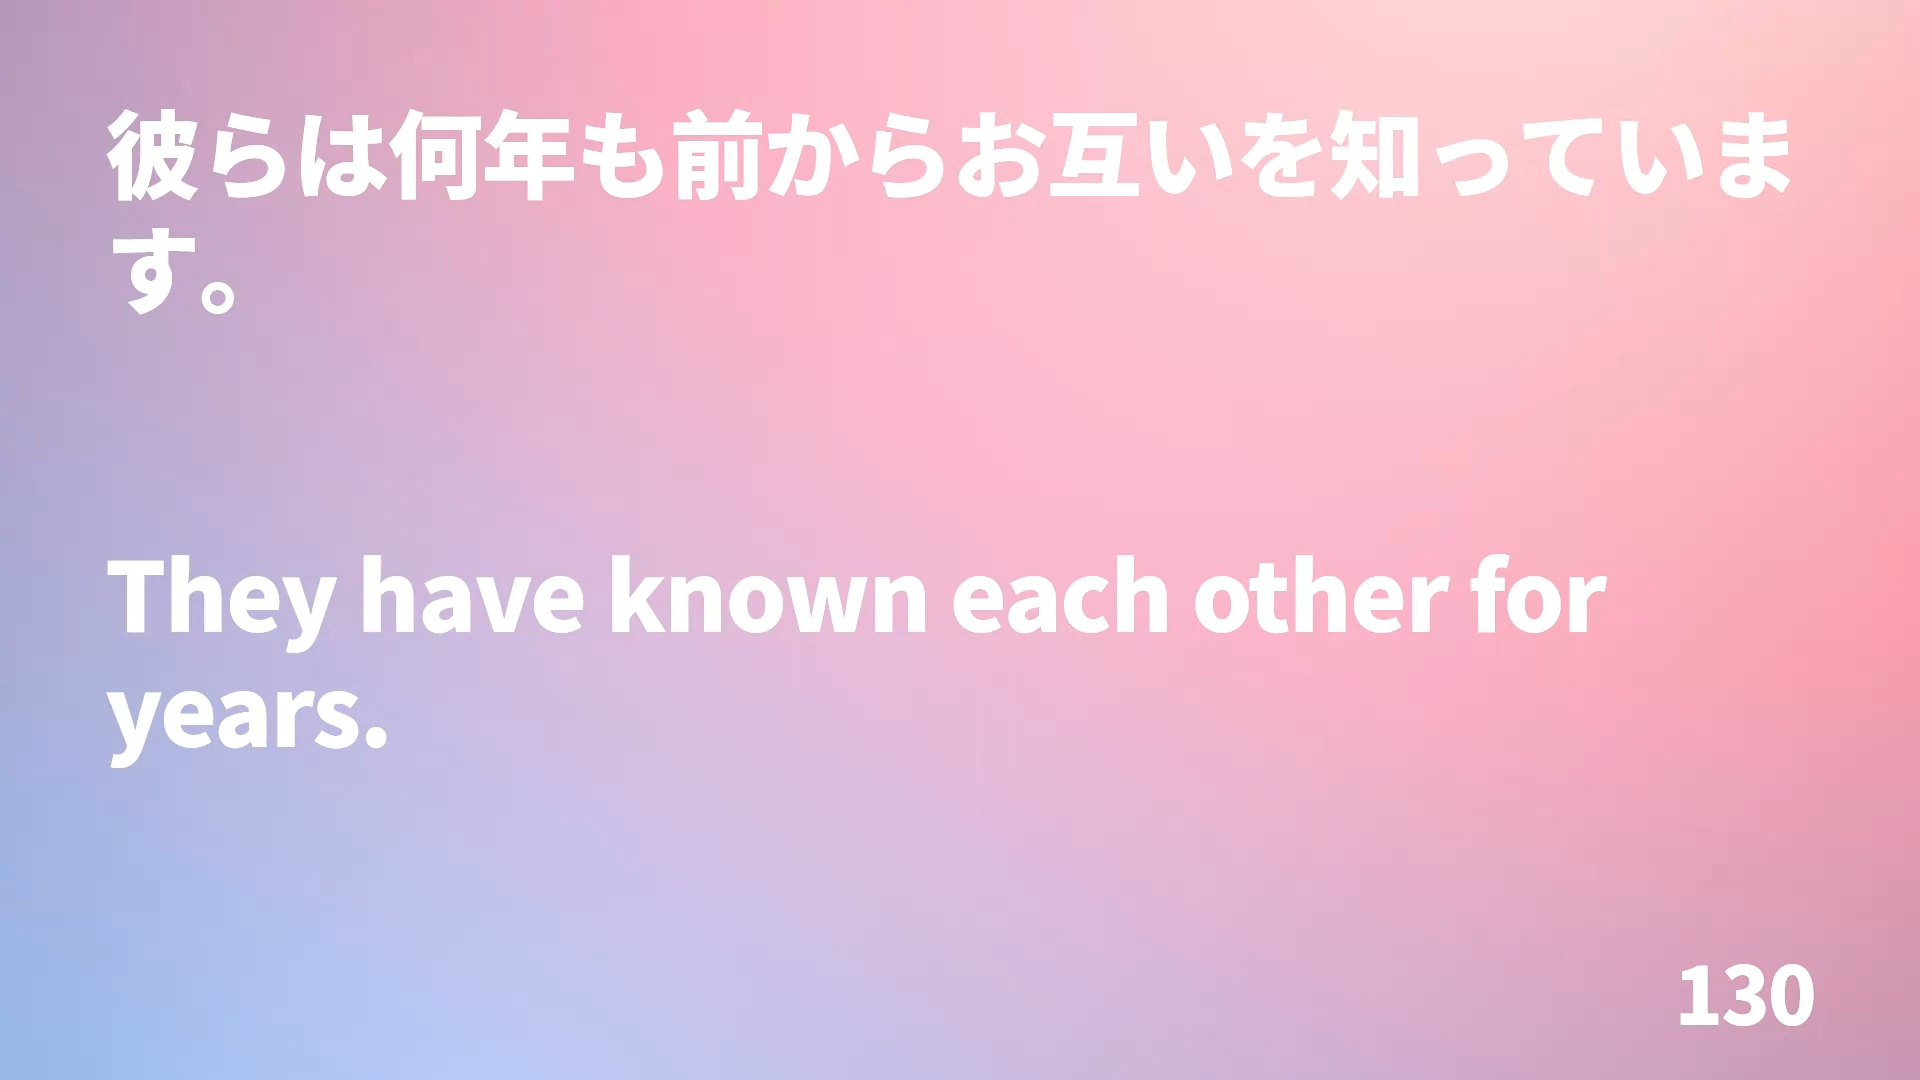 彼らは何年も前からお互いを知っていま
す。
They have known each other for
years.
130